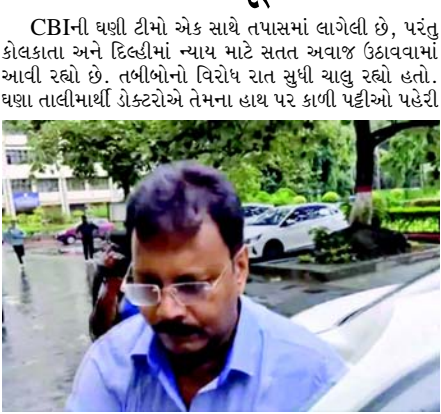 CBIની ઘણી ટીમો એક સાથે તપાસમાં લાગેલી છે, પરંતુ
કોલકાતા અને દિલ્હીમાં ન્યાય માટે સતત અવાજ ઉઠાવવામાં
આવી રહ્યો છે. તબીબોનો વિરોધ રાત સુધી ચાલુ રહ્યો હતો.
ઘણા તાલીમાર્થી ડોક્ટરોએ તેમના હાથ પર કાળી પટ્ટીઓ પહેરી